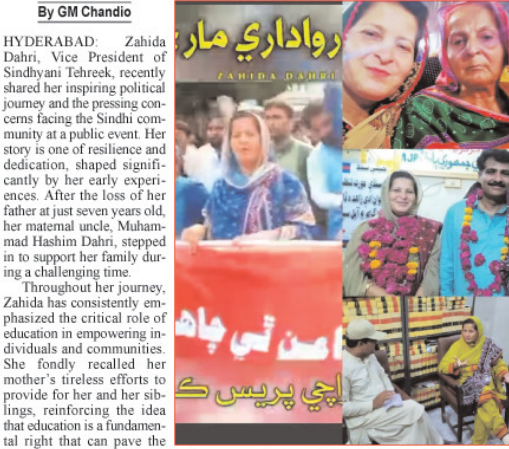 By GM Chandio
HYDERABAD: Zahida
Dahri, Vice President of
Sindhyani Tehreek, recently
shared her inspiring political
journey and the pressing con-
cerns facing the Sindhi com-
munity at a public event. Her
story is one of resilience and
dedication, shaped signifi-
cantly by her early experi-
ences. After the loss of her
father at just seven years old,
her maternal uncle, Muham-
mad Hashim Dahri, stepped
in to support her family dur-
ing a challenging time.
Throughout her journey,
Zahida has consistently em-
phasized the critical role of
education in empowering in-
dividuals and communities.
She fondly recalled her
mother's tireless efforts to
provide for her and her sib-
lings, reinforcing the idea
that education is a fundamen-
tal right that can pave the
رواداري مار
ZAHIDA DAHRI
امن ٿي چاه
اچي پريس ڪ
JP